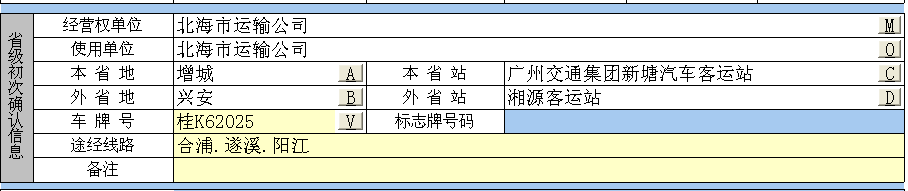 省级初次确认信息
经营权单位 北海市运输公司 M
使用单位 北海市运输公司 O
本省地 增城 A 本省站 广州交通集团新塘汽车客运站 C
外省地 兴安 B 外省站 湘源客运站 D
车牌号 桂K62025 V 标志牌号码
途经线路 合浦.遂溪.阳江
备注